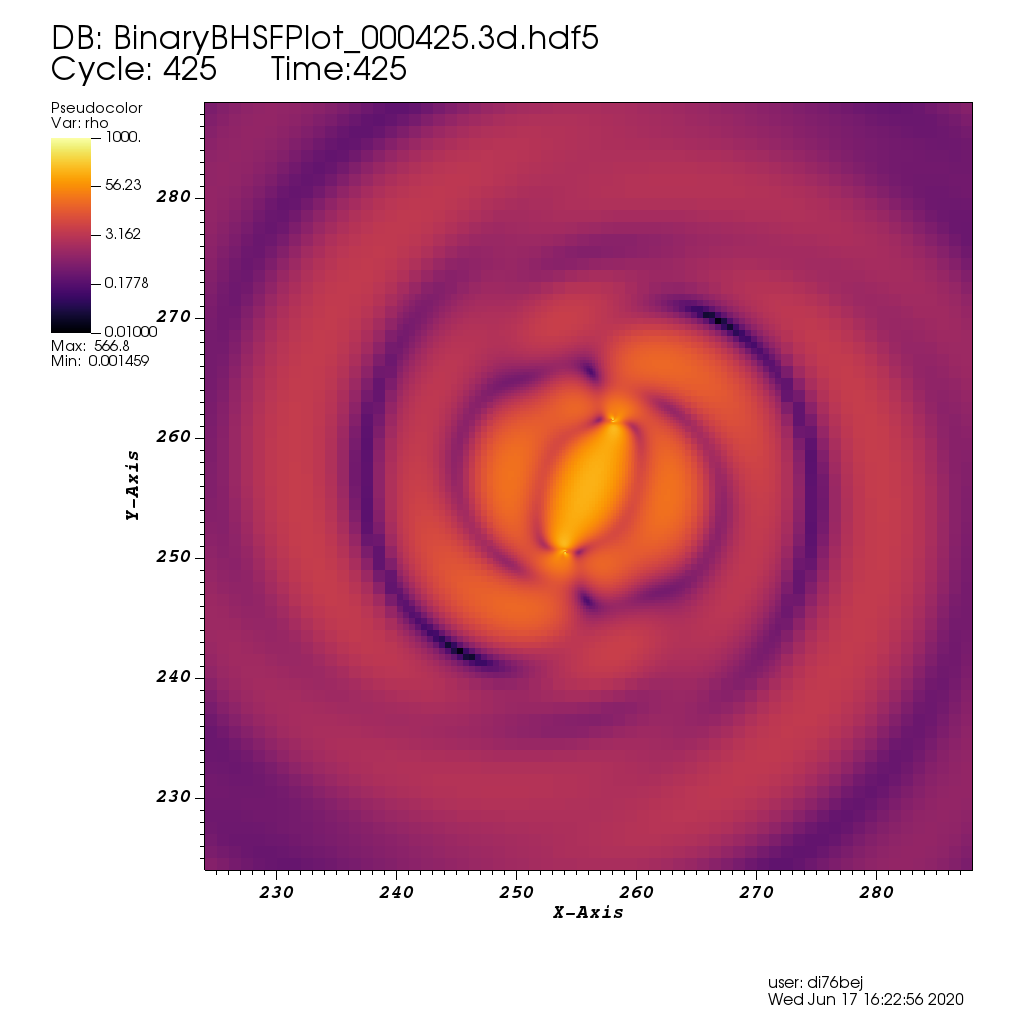 DB: BinaryBHSFPlot_000425.3d.hdf5
Cycle: 425 Time:425
Pseudocolor
Var: rho
1000.
56.23
3.162
0.1778
0.01000
Max: 566.8
Min: 0.001459
280
270
260
250
240
230
Y-Axis
230 240 250 260 270 280
X-Axis
user: di76bej
Wed Jun 17 16:22:56 2020